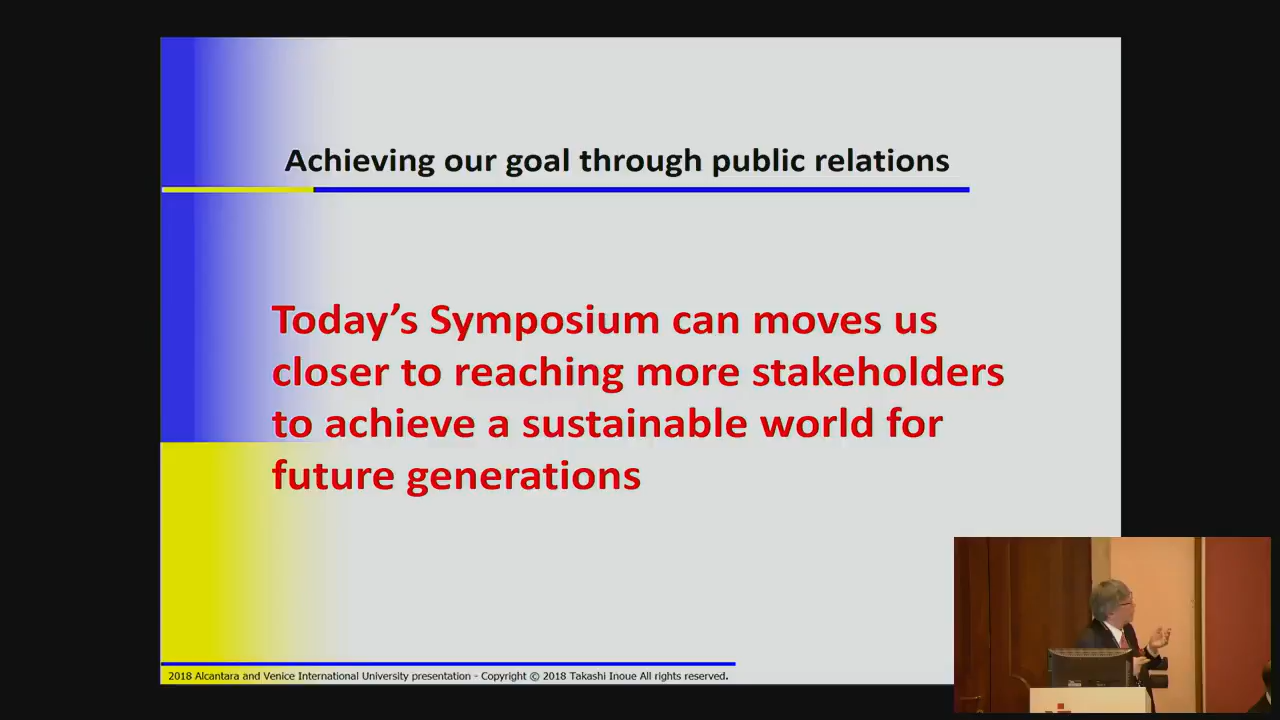 Achieving our goal through public relations
Today's Symposium can moves us
closer to reaching more stakeholders
to achieve a sustainable world for
future generations
2018 Alcantara and Venice International University presentation - Copyright © 2018 Takashi Inoue All rights reserved.